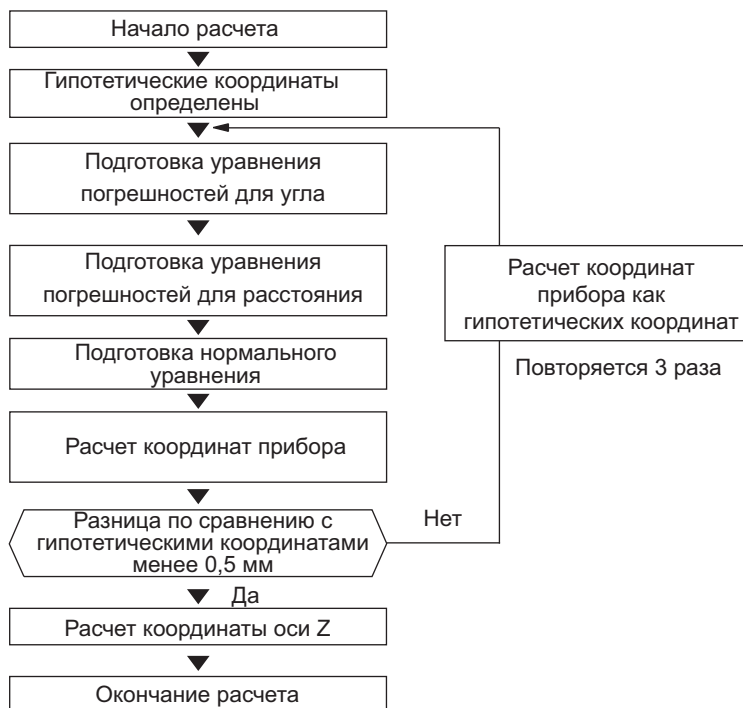 Начало расчета
Гипотетические координаты
определены
Подготовка уравнения
погрешностей для угла
Подготовка уравнения
погрешностей для расстояния
Подготовка нормального
уравнения
Расчет координат прибора
Разница по сравнению с
гипотетическими координатами
менее 0,5 мм
Нет
Расчет координат
прибора как
гипотетических координат
Повторяется 3 раза
Да
Расчет координаты оси Z
Окончание расчета